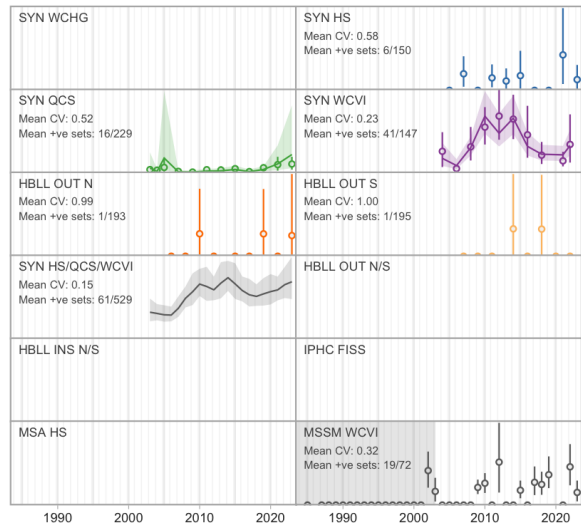 SYN WCHG
SYN HS
Mean CV: 0.58
Mean +ve sets: 6/150
SYN QCS
Mean CV: 0.52
Mean +ve sets: 16/229
SYN WCVI
Mean CV: 0.23
Mean +ve sets: 41/147
HBLL OUT N
Mean CV: 0.99
Mean +ve sets: 1/193
HBLL OUT S
Mean CV: 1.00
Mean +ve sets: 1/195
SYN HS/QCS/WCVI
Mean CV: 0.15
Mean +ve sets: 61/529
HBLL OUT N/S
HBLL INS N/S
IPHC FISS
MSA HS
MSSM WCVI
Mean CV: 0.32
Mean +ve sets: 19/72
1990 2000 2010 2020 1990 2000 2010 2020